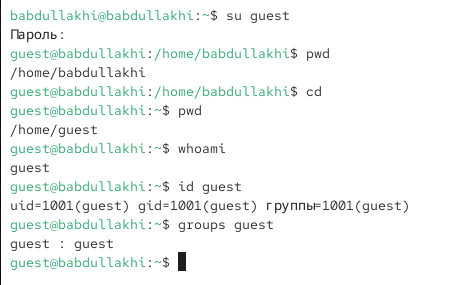 babdullakhi@babdullakhi:~$ su guest
Пароль:
guest@babdullakhi:/home/babdullakhi$ pwd
/home/babdullakhi
guest@babdullakhi:/home/babdullakhi$ cd
guest@babdullakhi:~$ pwd
/home/guest
guest@babdullakhi:~$ whoami
guest
guest@babdullakhi:~$ id guest
uid=1001(guest) gid=1001(guest) группы=1001(guest)
guest@babdullakhi:~$ groups guest
guest : guest
guest@babdullakhi:~$